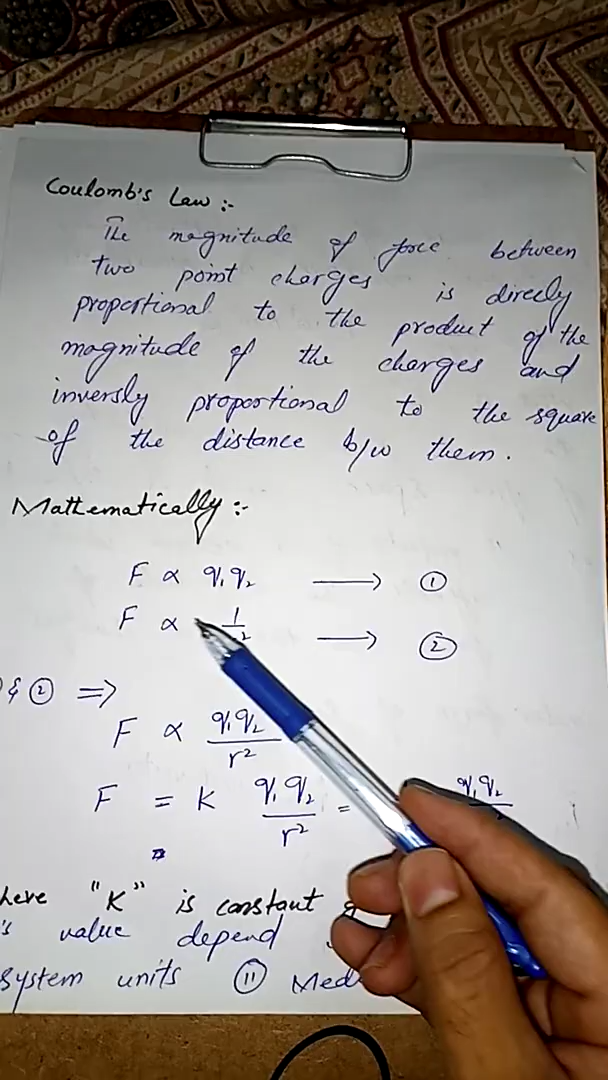 Coulomb's Law :-
The magnitude of force between
two point charges is direcly
proportional to the product of the
magnitude of the charges and
inversly proportional to the square
of the distance b/w them.
Mathematically :-
F ∝ q₁q₂ ⟶ ①
F ∝ 1 ⟶ ②
& ② ⇒
F ∝ q₁q₂/r²
F = K q₁q₂/r² = q₁q₂
here "K" is constant
value depend
system units ⑪